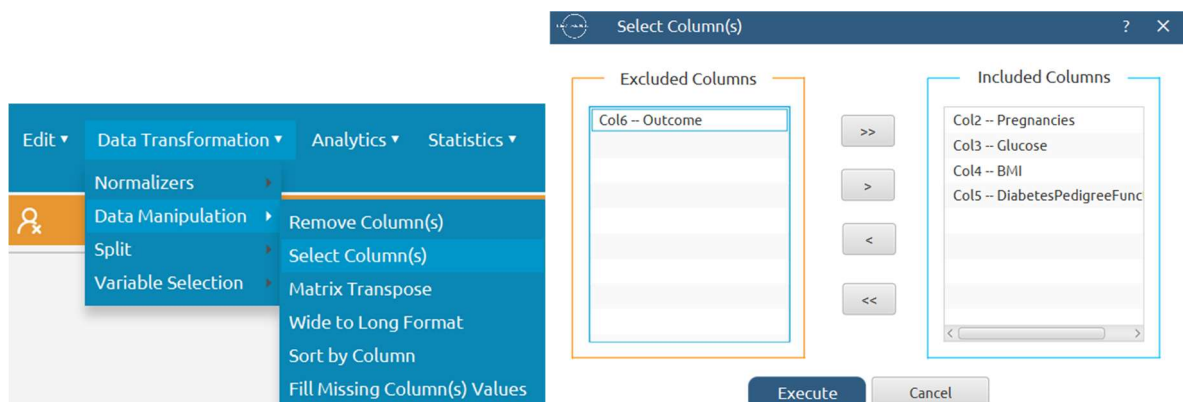 Select Column(s)
?
Excluded Columns
Included Columns
Col6 -- Outcome
Col2 -- Pregnancies
Col3 -- Glucose
Col4 -- BMI
Col5 -- DiabetesPedigreeFunc
>>
>
<
<<
Execute
Cancel
Edit
Data Transformation
Analytics
Statistics
Normalizers
Data Manipulation
Split
Variable Selection
Remove Column(s)
Select Column(s)
Matrix Transpose
Wide to Long Format
Sort by Column
Fill Missing Column(s) Values